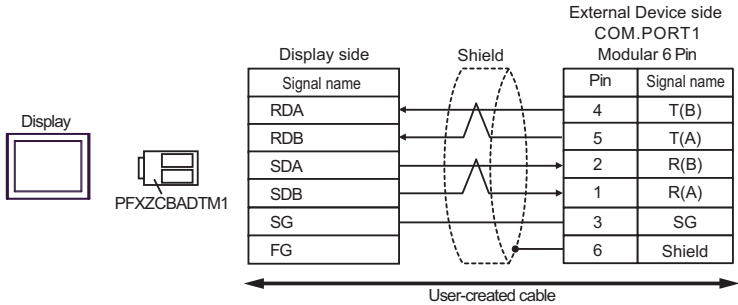 External Device side
COM.PORT1
Display side
Shield
Modular 6 Pin
Signal name
Pin
Signal name
RDA
4
T(B)
Display
RDB
5
T(A)
SDA
2
R(B)
PFXZCBADTM1
SDB
1
R(A)
SG
3
SG
FG
6
Shield
User-created cable